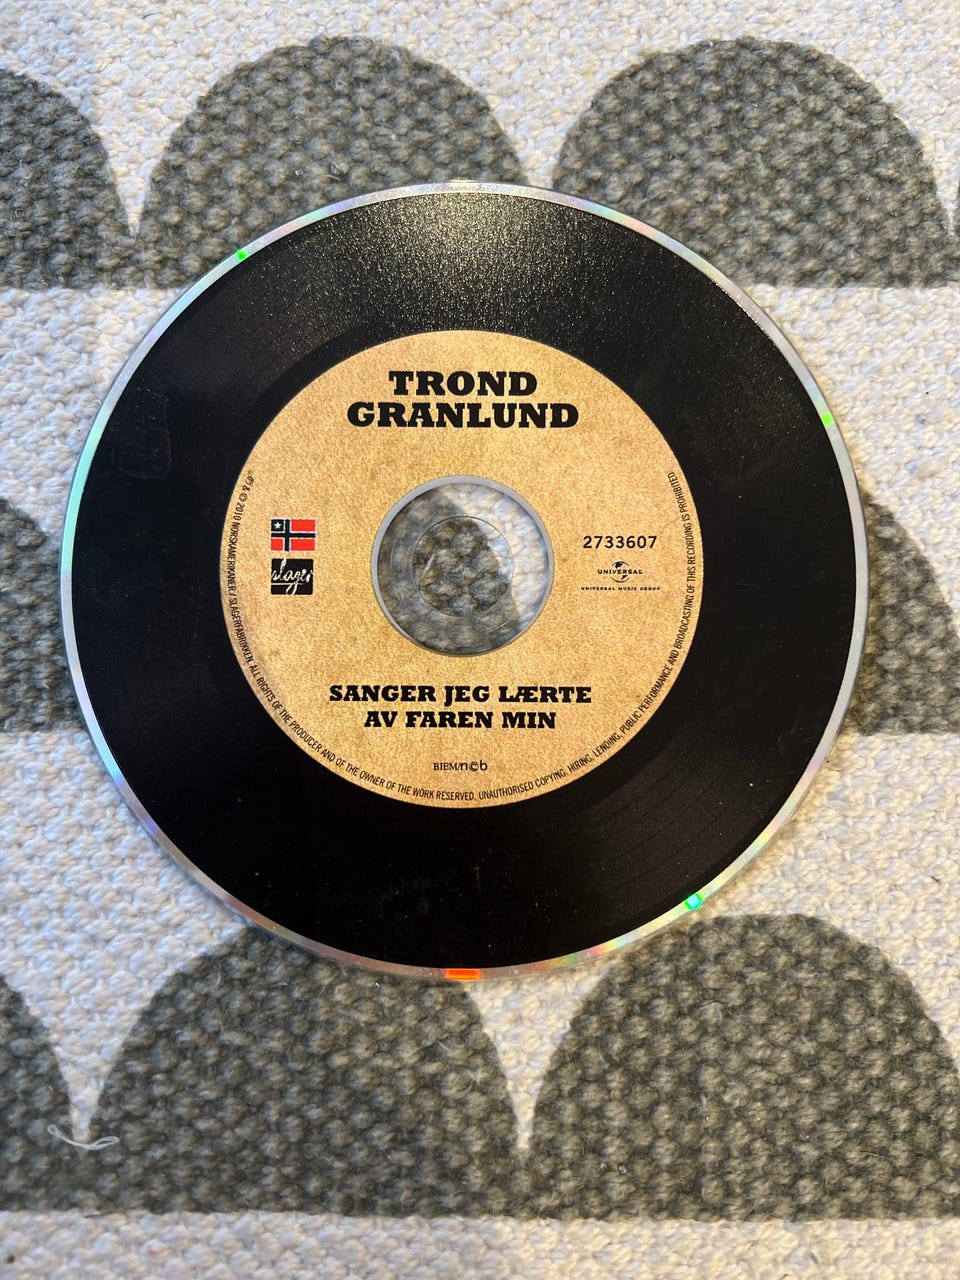 TROND
GRANLUND
slager
2733607
UNIVERSAL
UNIVERSAL MUSIC GROUP
SANGER JEG LÆRTE
AV FAREN MIN
BIEM/n©b
℗ & © 2010 NORSKAMERIKANER / SLAGERFABRIKKEN. ALL RIGHTS OF THE PRODUCER AND OF THE OWNER OF THE WORK RESERVED. UNAUTHORISED COPYING, HIRING, LENDING, PUBLIC PERFORMANCE AND BROADCASTING OF THIS RECORDING IS PROHIBITED